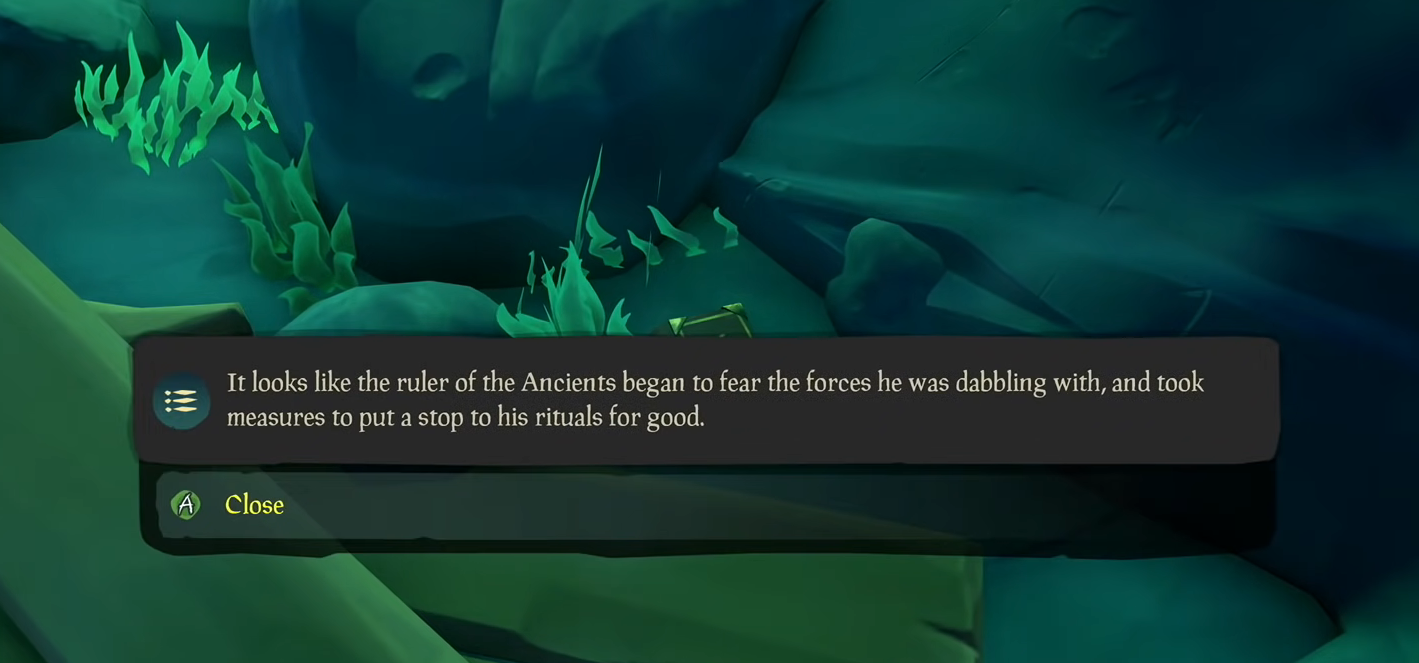 It looks like the ruler of the Ancients began to fear the forces he was dabbling with, and took
measures to put a stop to his rituals for good.
A Close